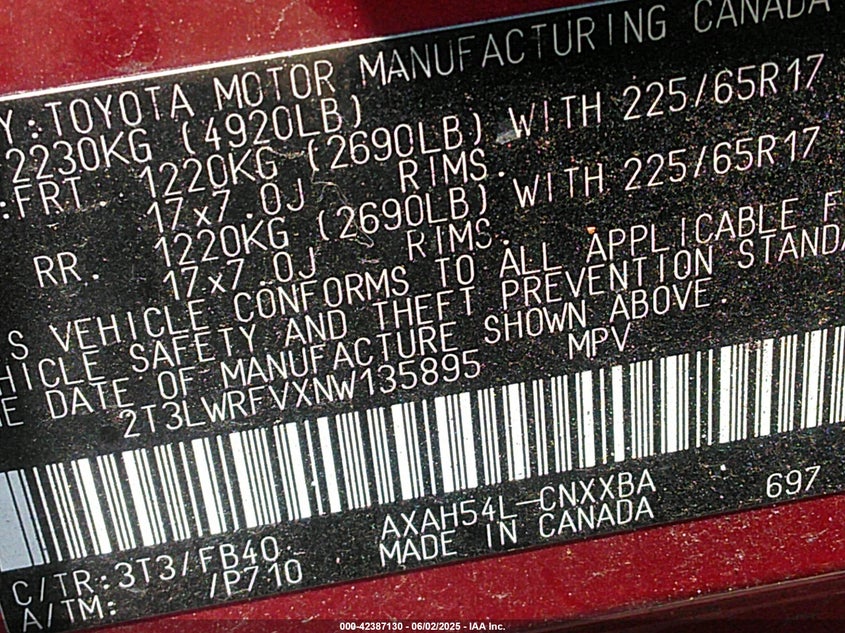 Y:TOYOTA MOTOR MANUFACTURING CANADA
2230KG (4920LB)
:FRT. 1220KG (2690LB) WITH 225/65R17
17x7.0J RIMS.
RR. 1220KG (2690LB) WITH 225/65R17
17x7.0J RIMS.
S VEHICLE CONFORMS TO ALL APPLICABLE F
HICLE SAFETY AND THEFT PREVENTION STANDA
E DATE OF MANUFACTURE SHOWN ABOVE.
2T3LWRFVXNW135895 MPV
AXAH54L-CNXXBA 697
C/TR:3T3/FB40 MADE IN CANADA
A/TM: /P710
000-42387130 - 06/02/2025 - IAA Inc.